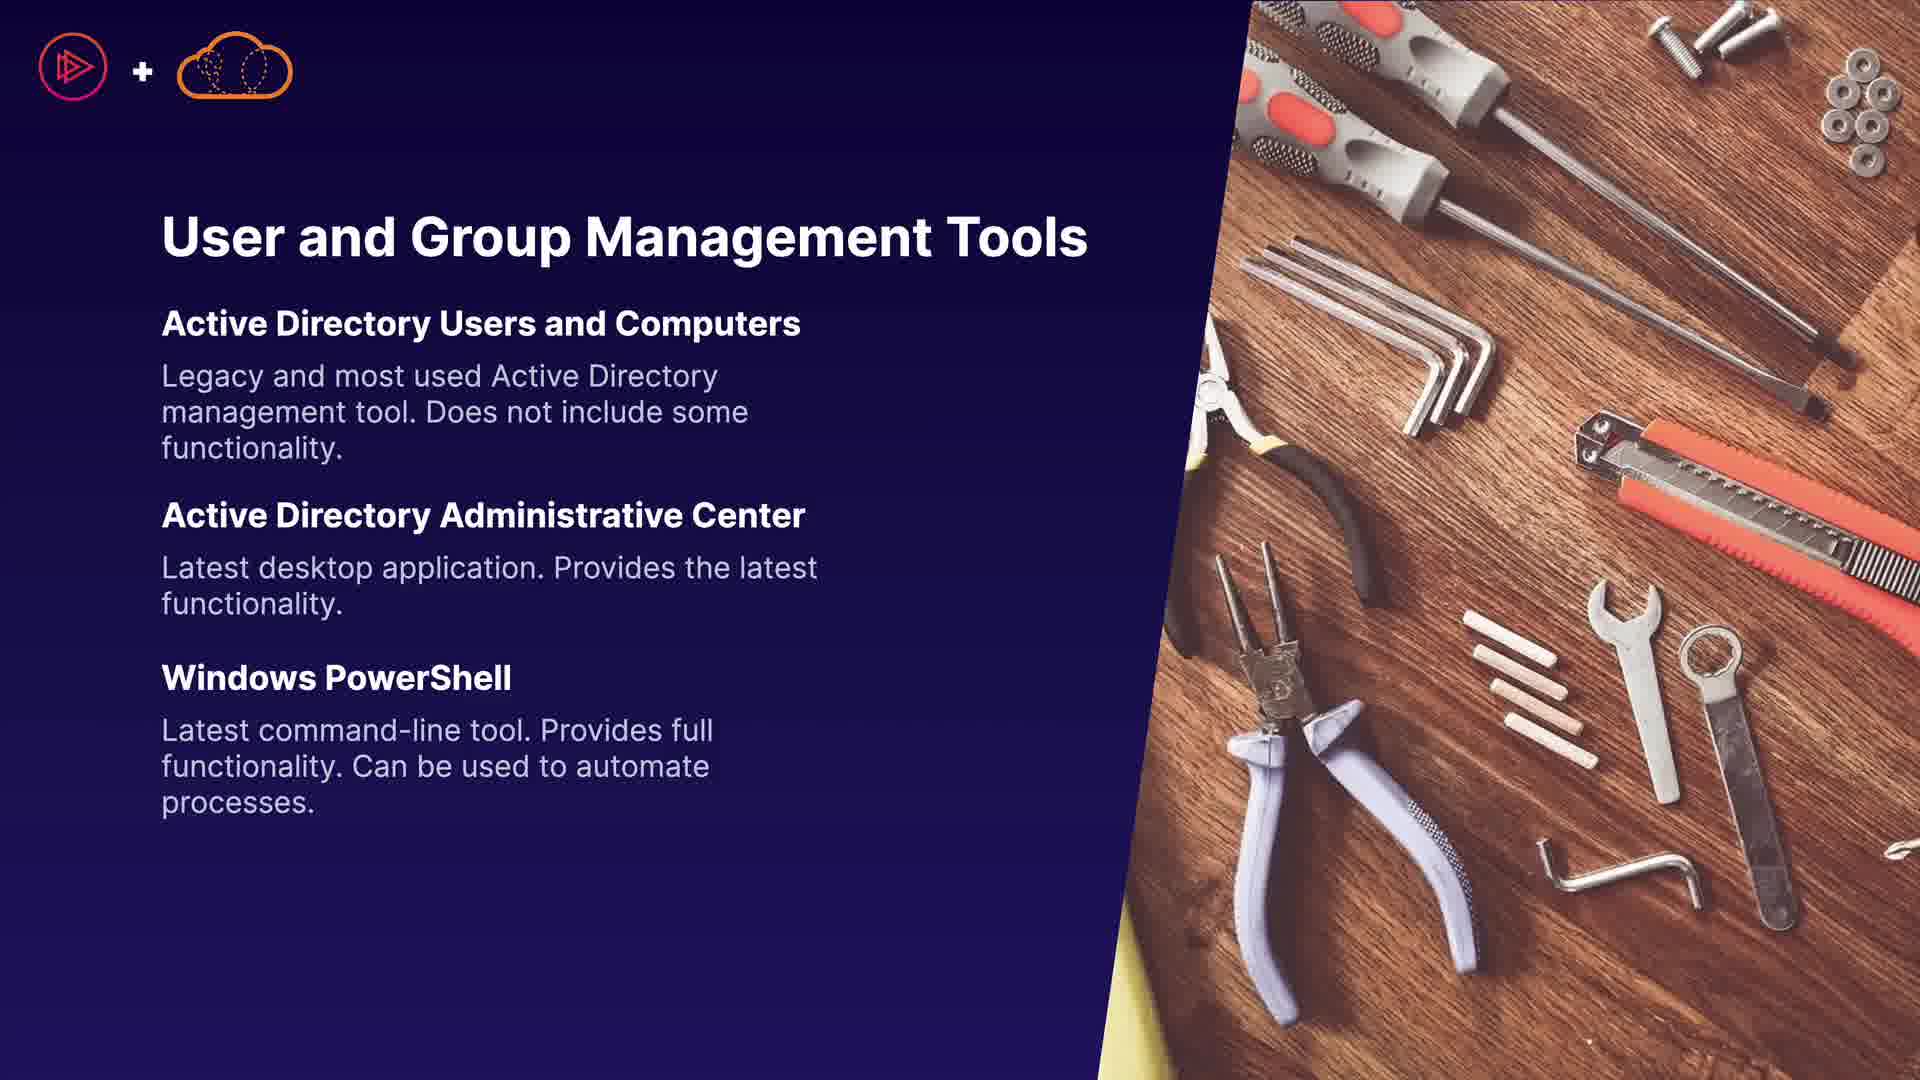 User and Group Management Tools
Active Directory Users and Computers
Legacy and most used Active Directory
management tool. Does not include some
functionality.
Active Directory Administrative Center
Latest desktop application. Provides the latest
functionality.
Windows PowerShell
Latest command-line tool. Provides full
functionality. Can be used to automate
processes.